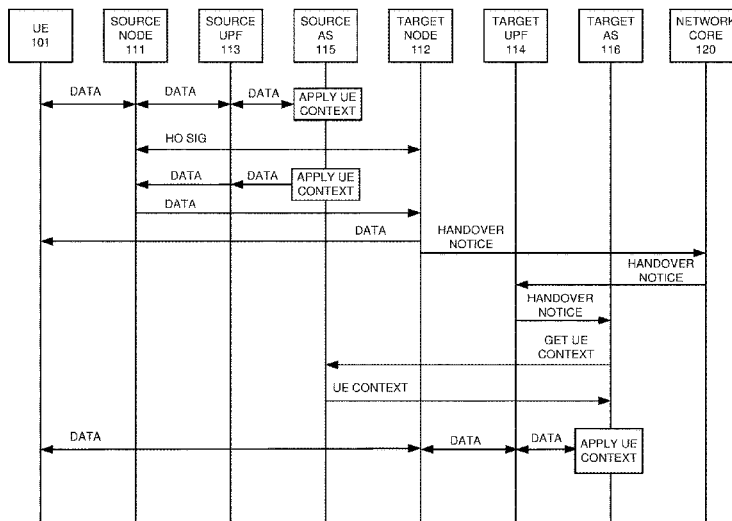 UE
101
SOURCE
NODE
111
SOURCE
UPF
113
SOURCE
AS
115
TARGET
NODE
112
TARGET
UPF
114
TARGET
AS
116
NETWORK
CORE
120
DATA
DATA
DATA
APPLY UE
CONTEXT
HO SIG
DATA
DATA
APPLY UE
CONTEXT
DATA
DATA
HANDOVER
NOTICE
HANDOVER
NOTICE
HANDOVER
NOTICE
GET UE
CONTEXT
UE CONTEXT
DATA
DATA
DATA
APPLY UE
CONTEXT